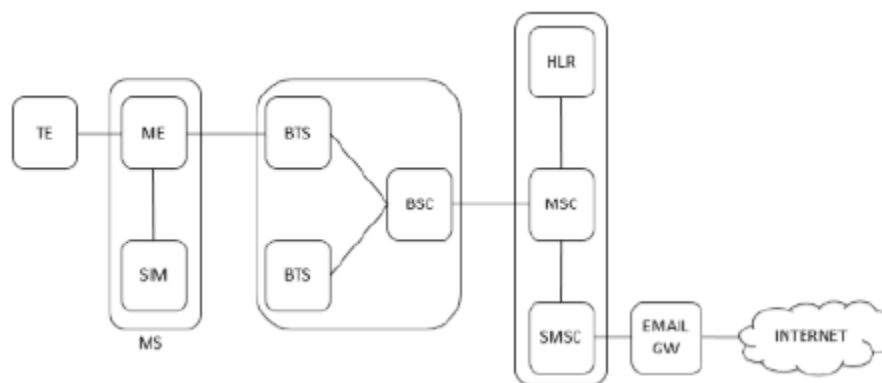 HLR
TE
ME
BTS
BSC
MSC
SIM
BTS
MS
SMSC
EMAIL
GW
INTERNET